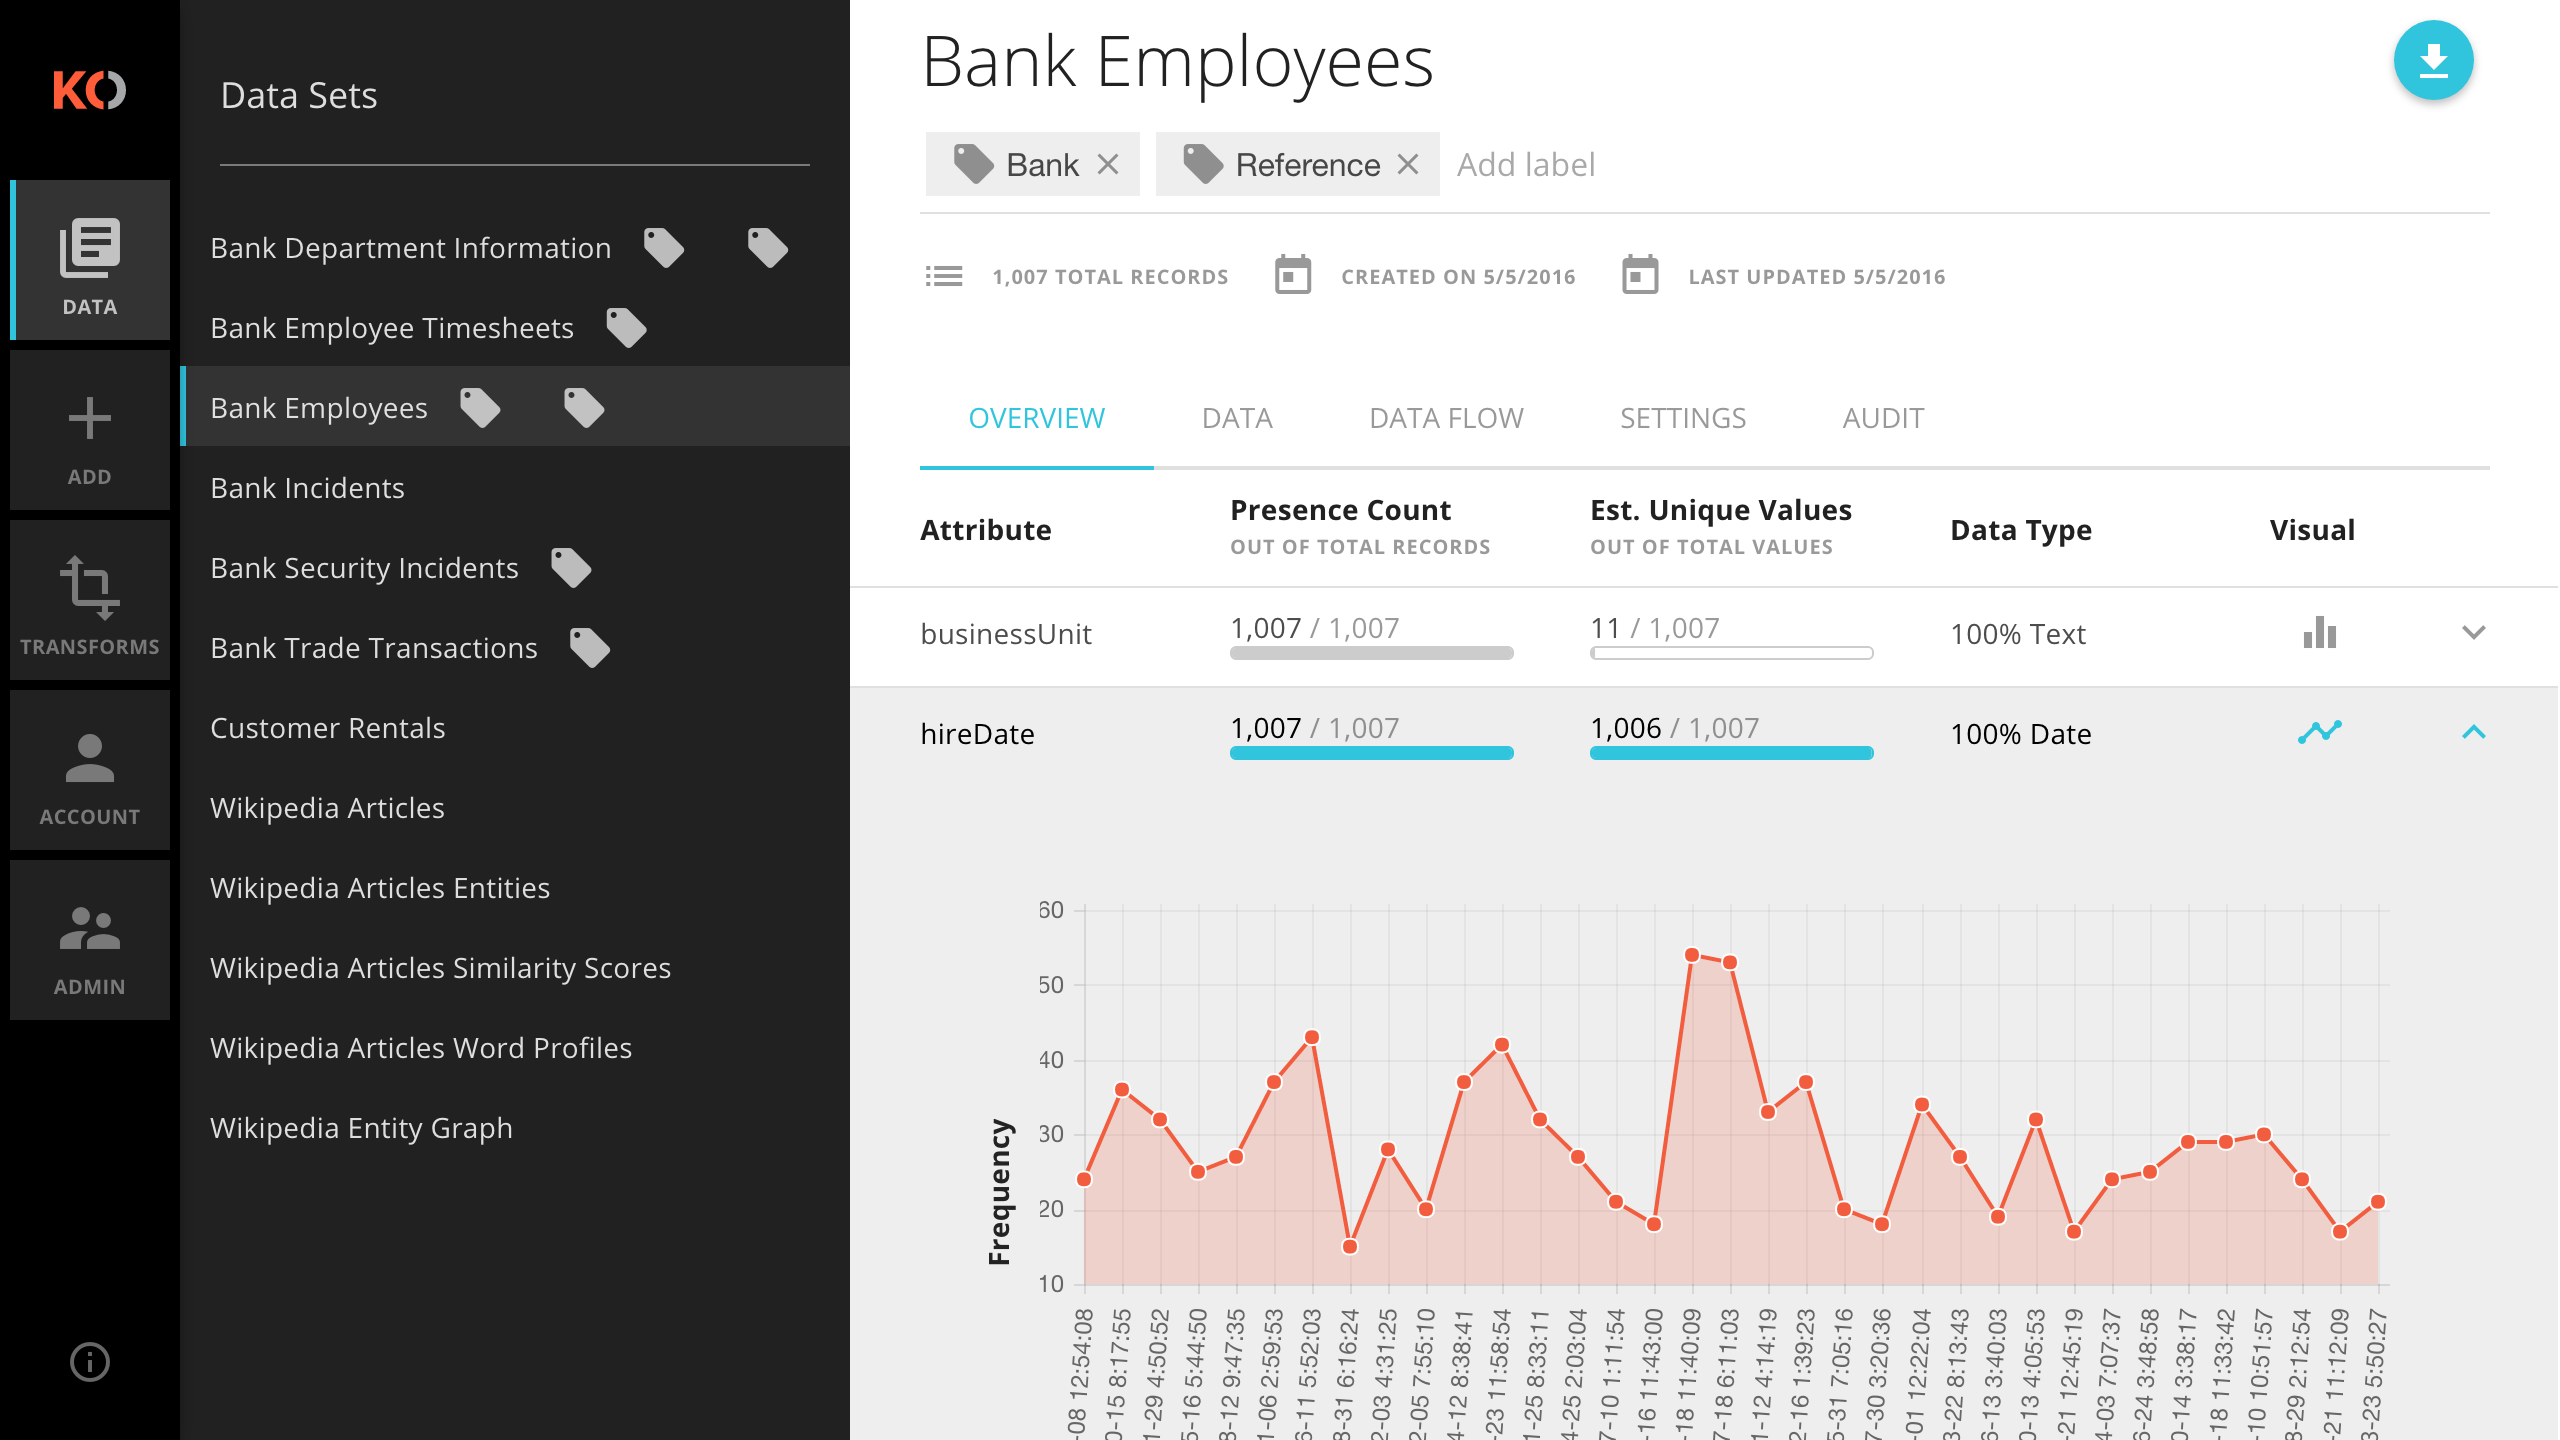 KO
DATA
ADD
TRANSFORMS
ACCOUNT
ADMIN
Data Sets
Bank Department Information
Bank Employee Timesheets
Bank Employees
Bank Incidents
Bank Security Incidents
Bank Trade Transactions
Customer Rentals
Wikipedia Articles
Wikipedia Articles Entities
Wikipedia Articles Similarity Scores
Wikipedia Articles Word Profiles
Wikipedia Entity Graph
Bank Employees
Bank Reference Add label
1,007 TOTAL RECORDS CREATED ON 5/5/2016 LAST UPDATED 5/5/2016
OVERVIEW DATA DATA FLOW SETTINGS AUDIT
Attribute Presence Count OUT OF TOTAL RECORDS Est. Unique Values OUT OF TOTAL VALUES Data Type Visual
businessUnit 1,007 / 1,007 11 / 1,007 100% Text
hireDate 1,007 / 1,007 1,006 / 1,007 100% Date
Frequency
60
50
40
30
20
10
-08 12:54:08
0-15 8:17:55
1-29 4:50:52
5-16 5:44:50
8-12 9:47:35
1-06 2:59:53
6-11 5:52:03
8-31 6:16:24
2-03 4:31:25
2-05 7:55:10
4-12 8:38:41
-23 11:58:54
1-25 8:33:11
4-25 2:03:04
7-10 1:11:54
-16 11:43:00
-18 11:40:09
7-18 6:11:03
1-12 4:14:19
2-16 1:39:23
5-31 7:05:16
7-30 3:20:36
-01 12:22:04
3-22 8:13:43
6-13 3:40:03
0-13 4:05:53
-21 12:45:19
4-03 7:07:37
6-24 3:48:58
0-14 3:38:17
-18 11:33:42
-10 10:51:57
8-29 2:12:54
-21 11:12:09
3-23 5:50:27